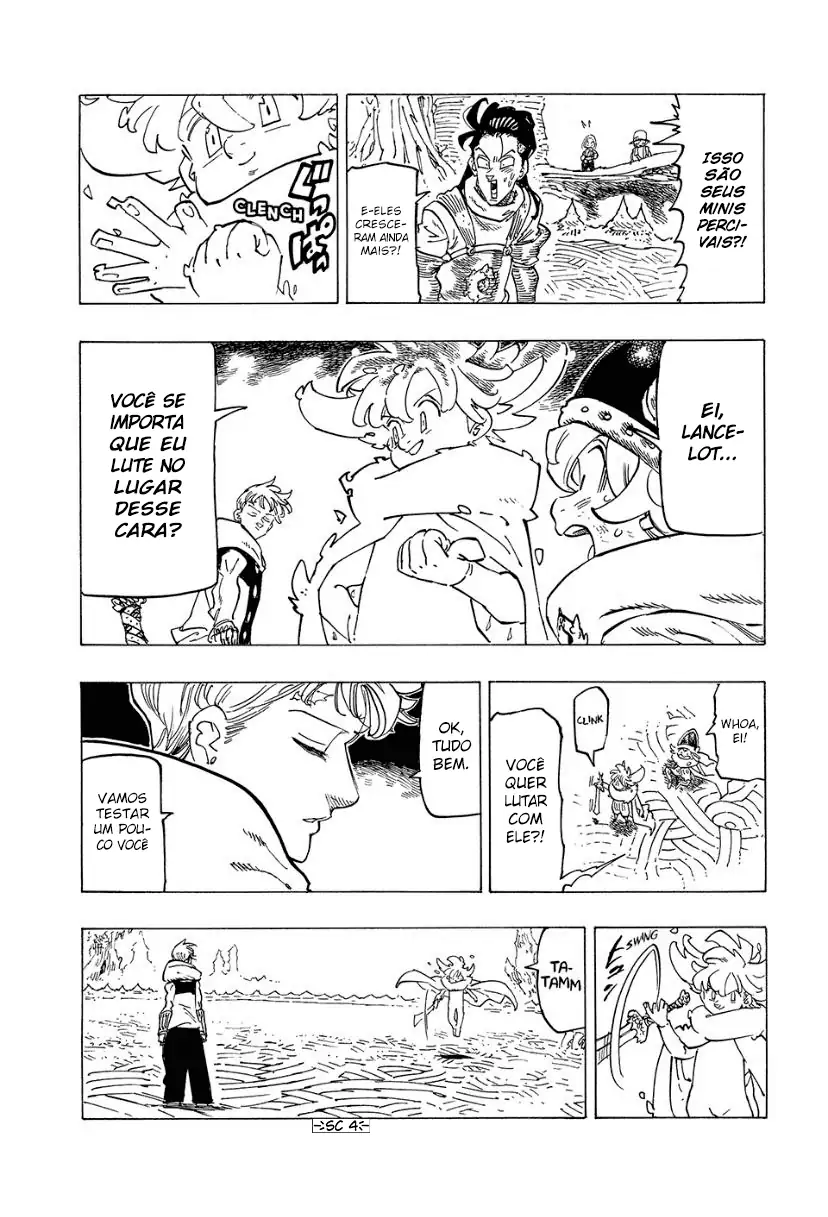 ISSO
SÃO
SEUS
MINIS
PERCI-
VAIS?!
E-ELES
CRESCE-
RAM AINDA
MAIS?!
CLENCH
EI,
LANCE-
LOT...
VOCÊ SE
IMPORTA
QUE EU
LUTE NO
LUGAR
DESSE
CARA?
WHOA,
EI!
CLINK
VOCÊ
QUER
LUTAR
COM
ELE?!
OK,
TUDO
BEM.
VAMOS
TESTAR
UM POU-
CO VOCÊ
SWING
TA-
TAMM
SC 4